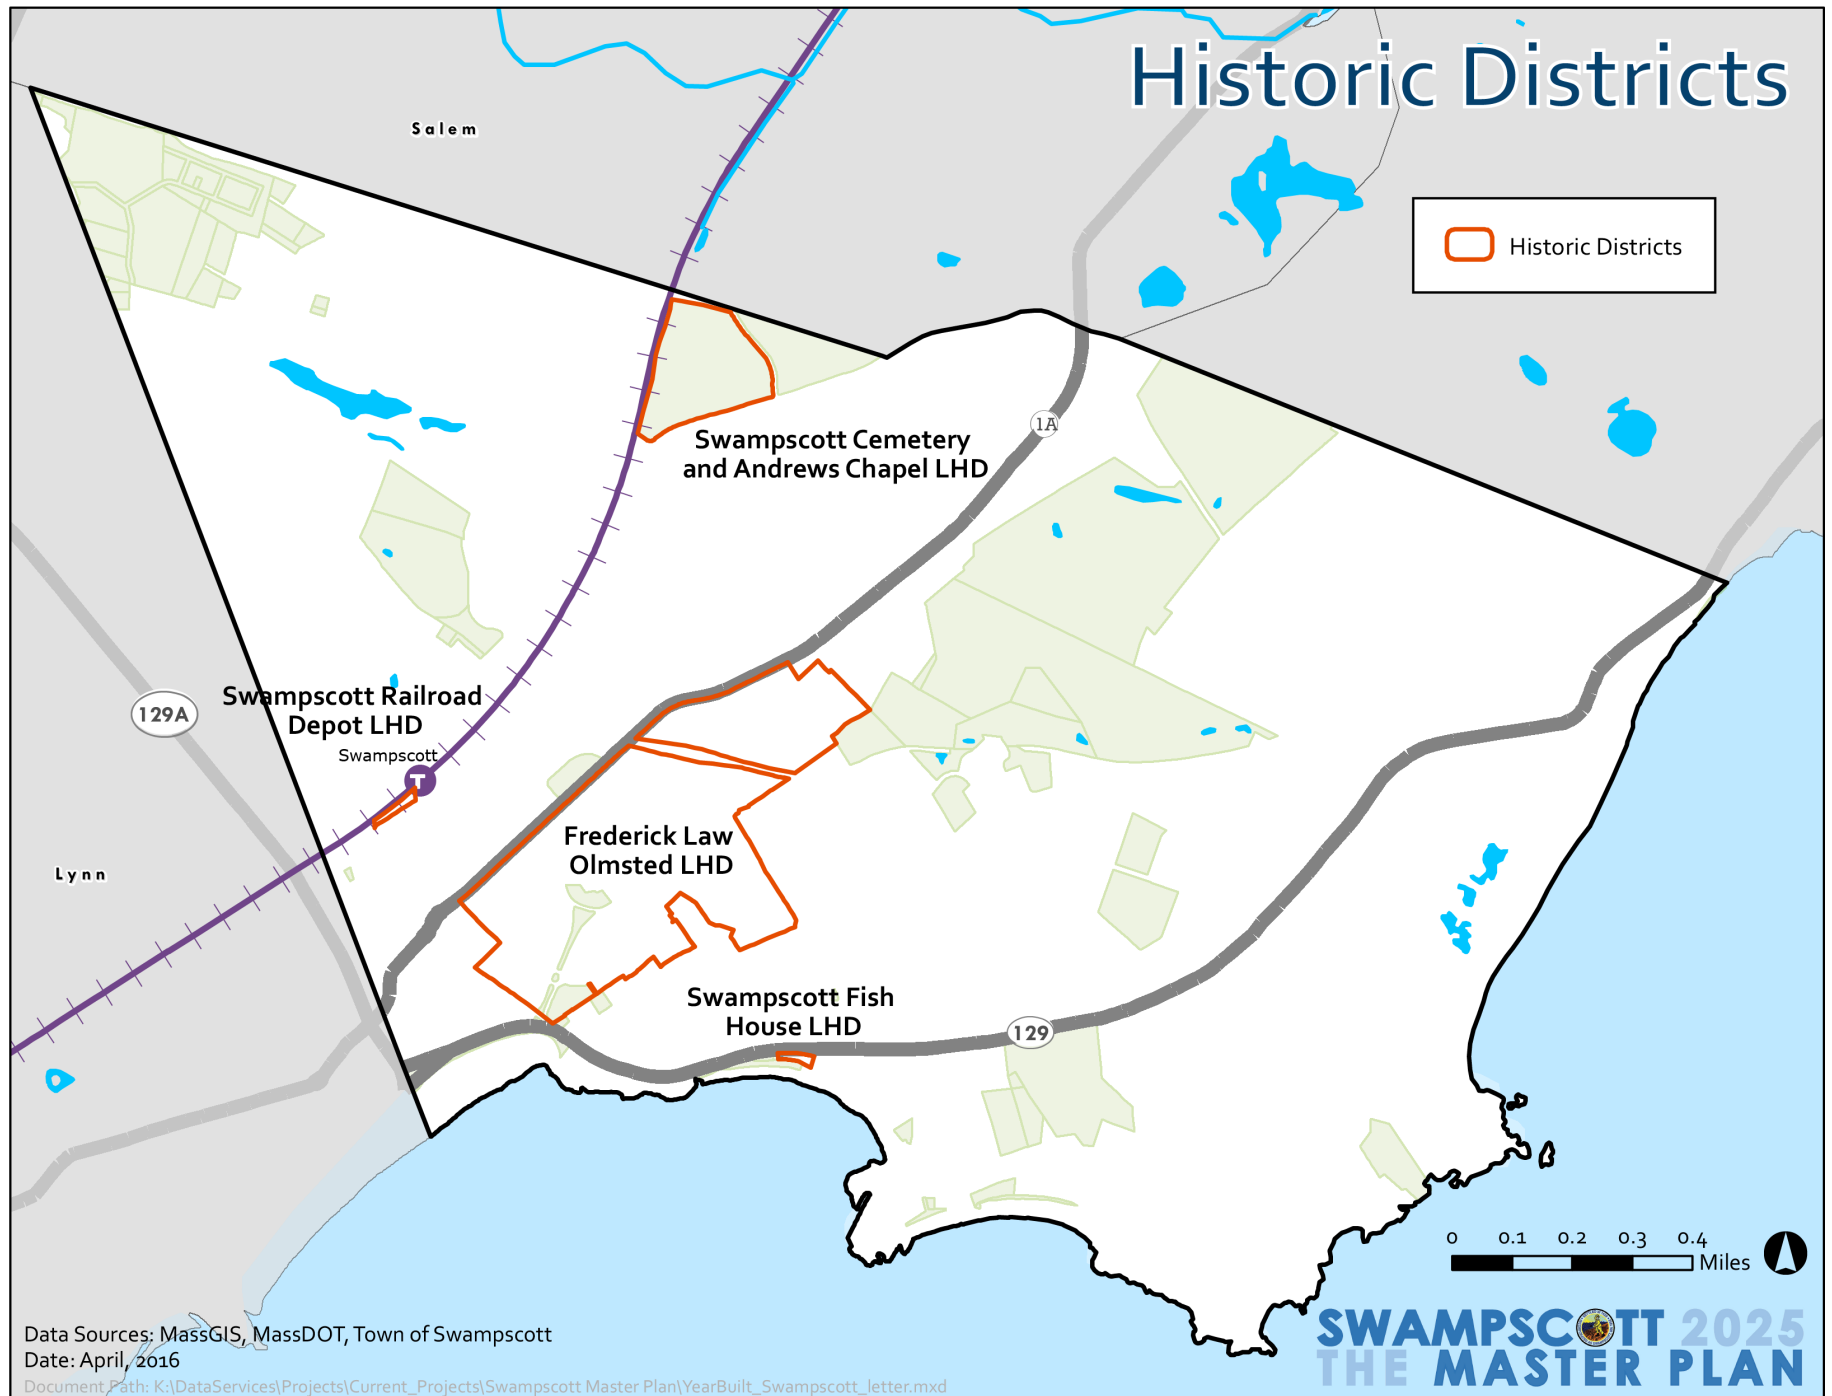 Historic Districts
Salem
Historic Districts
1A
Swampscott Cemetery
and Andrews Chapel LHD
129A
Swampscott Railroad
Depot LHD
Swampscott
T
Frederick Law
Olmsted LHD
Lynn
Swampscott Fish
House LHD
129
0 0.1 0.2 0.3 0.4
Miles
SWAMPSCOTT 2025
THE MASTER PLAN
Data Sources: MassGIS, MassDOT, Town of Swampscott
Date: April, 2016
Document Path: K:\DataServices\Projects\Current_Projects\Swampscott Master Plan\YearBuilt_Swampscott_letter.mxd